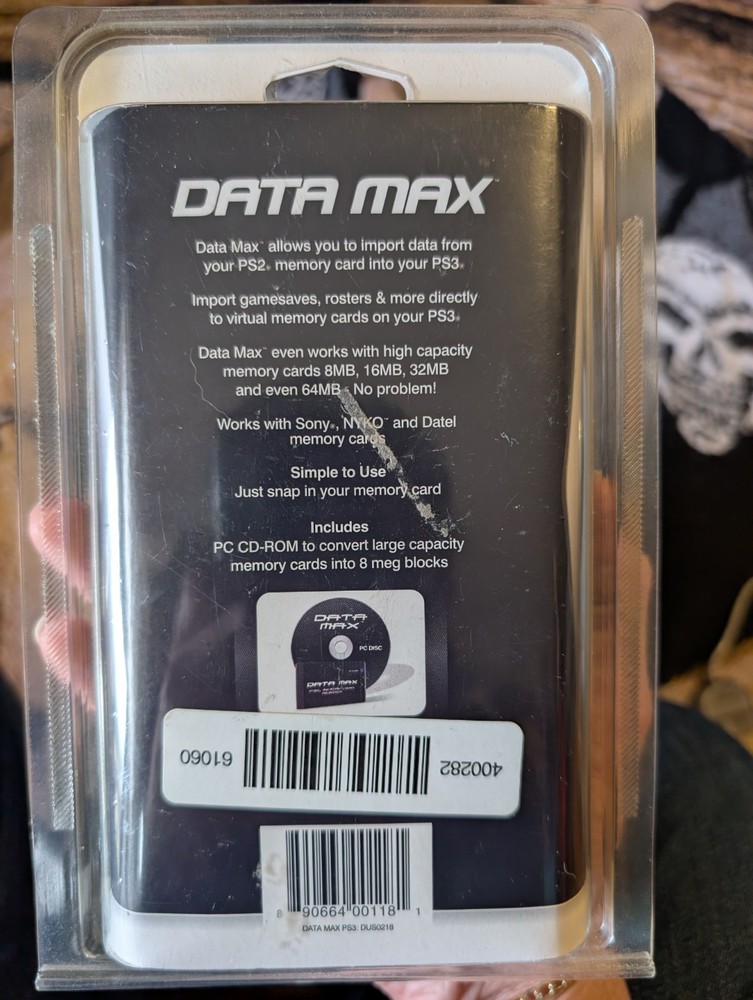 DATA MAX™
Data Max™ allows you to import data from
your PS2® memory card into your PS3®
Import gamesaves, rosters & more directly
to virtual memory cards on your PS3®
Data Max™ even works with high capacity
memory cards 8MB, 16MB, 32MB
and even 64MB - No problem!
Works with Sony®, NYKO™ and Datel
memory cards
Simple to Use
Just snap in your memory card
Includes
PC CD-ROM to convert large capacity
memory cards into 8 meg blocks
DATA
MAX
PC DISC
DATA MAX
400282
61060
8 90664 00118 1
DATA MAX PS3: DUS0218